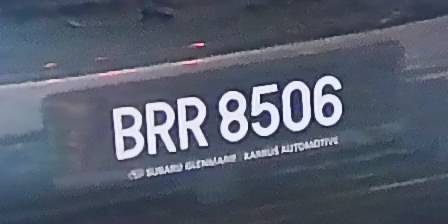 BRR 8506
SUBARU GLENMARIE KARRUS AUTOMOTIVE